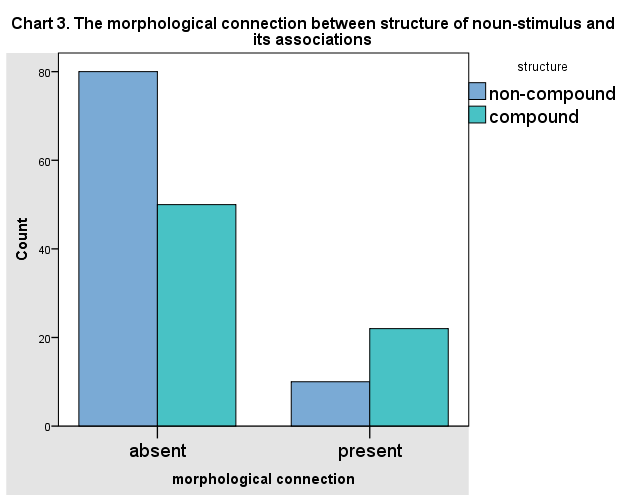 Chart 3. The morphological connection between structure of noun-stimulus and
its associations
structure
non-compound
compound
80
60
40
20
0
Count
absent
present
morphological connection